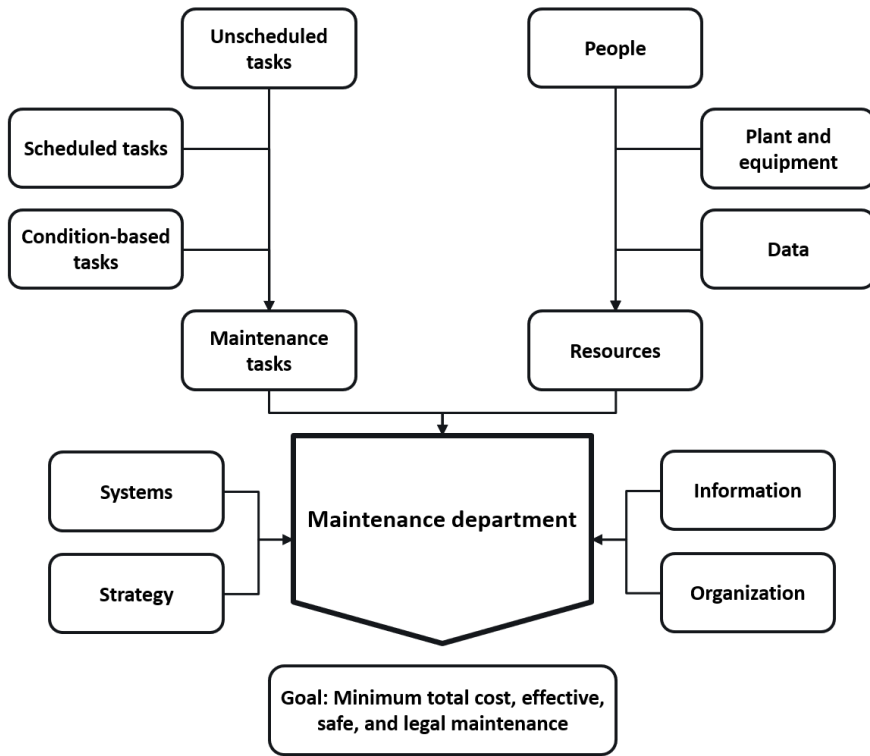 Unscheduled
tasks
People
Scheduled tasks
Plant and
equipment
Condition-based
tasks
Data
Maintenance
tasks
Resources
Systems
Information
Maintenance department
Strategy
Organization
Goal: Minimum total cost, effective,
safe, and legal maintenance